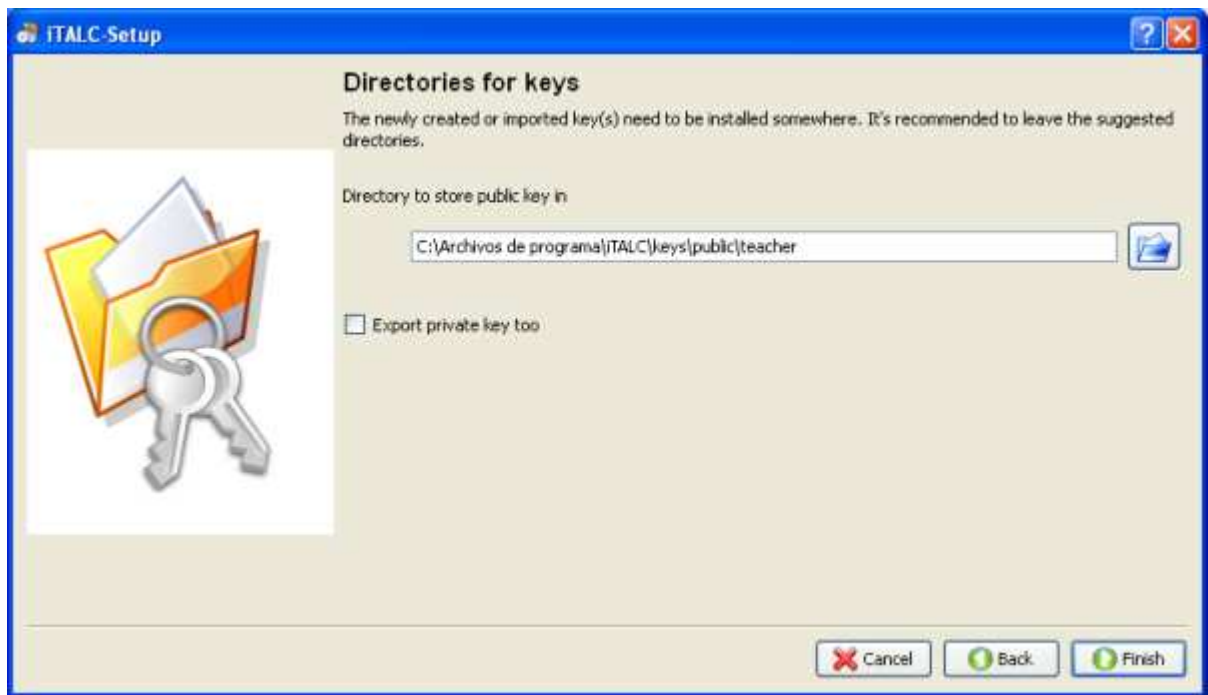 iTALC-Setup
Directories for keys
The newly created or imported key(s) need to be installed somewhere. It's recommended to leave the suggested
directories.
Directory to store public key in
C:\Archivos de programa\iTALC\keys\public\teacher
Export private key too
Cancel
Back
Finish